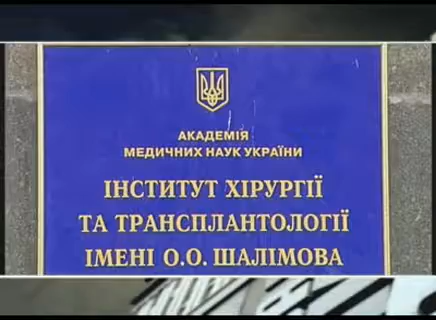 АКАДЕМІЯ
МЕДИЧНИХ НАУК УКРАЇНИ
ІНСТИТУТ ХІРУРГІЇ
ТА ТРАНСПЛАНТОЛОГІЇ
ІМЕНІ О.О. ШАЛІМОВА